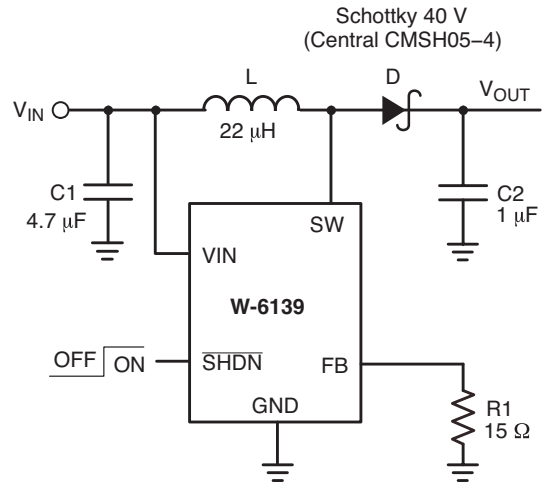 Schottky 40 V
(Central CMSH05–4)
L
D
VIN
VOUT
22 μH
C1
4.7 μF
C2
1 μF
SW
VIN
W-6139
OFF ON
SHDN
FB
GND
R1
15 Ω